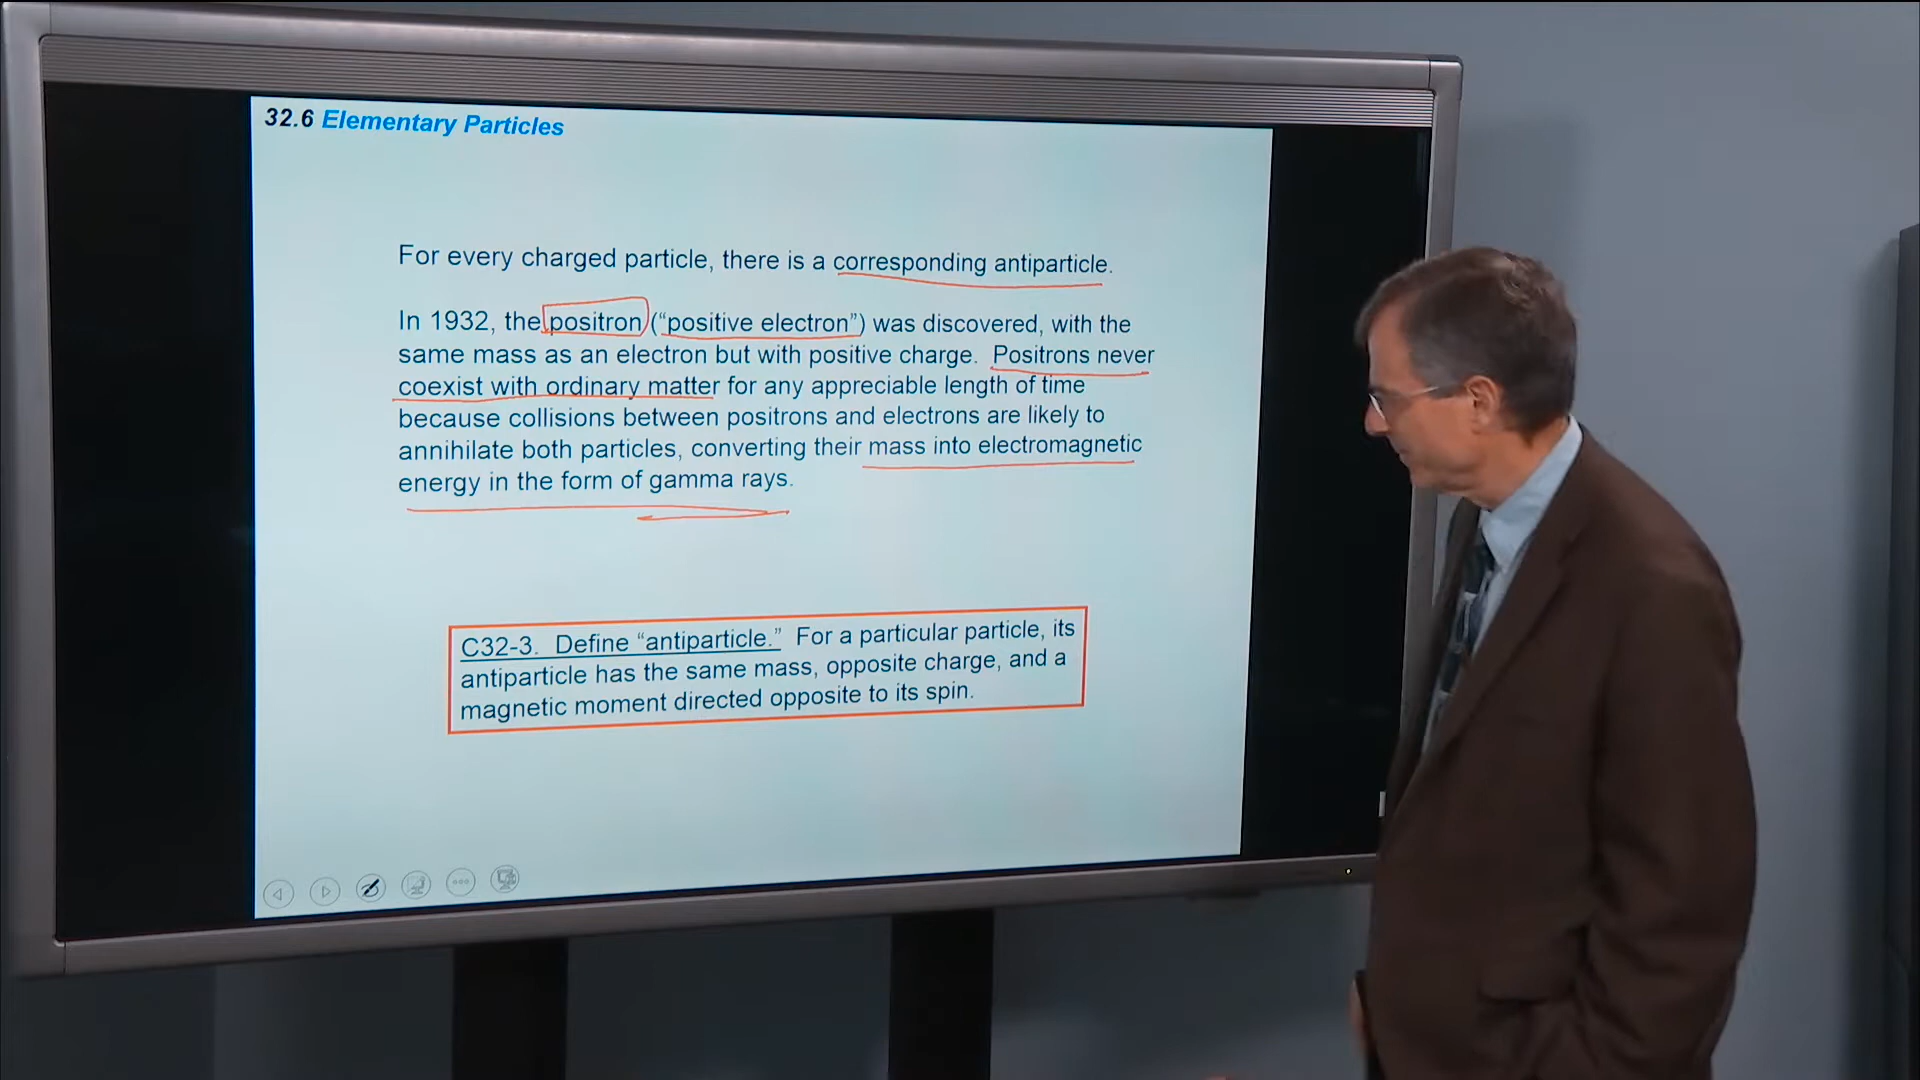 32.6 Elementary Particles
For every charged particle, there is a corresponding antiparticle.
In 1932, the positron (“positive electron”) was discovered, with the
same mass as an electron but with positive charge. Positrons never
coexist with ordinary matter for any appreciable length of time
because collisions between positrons and electrons are likely to
annihilate both particles, converting their mass into electromagnetic
energy in the form of gamma rays.
C32-3. Define “antiparticle.” For a particular particle, its
antiparticle has the same mass, opposite charge, and a
magnetic moment directed opposite to its spin.